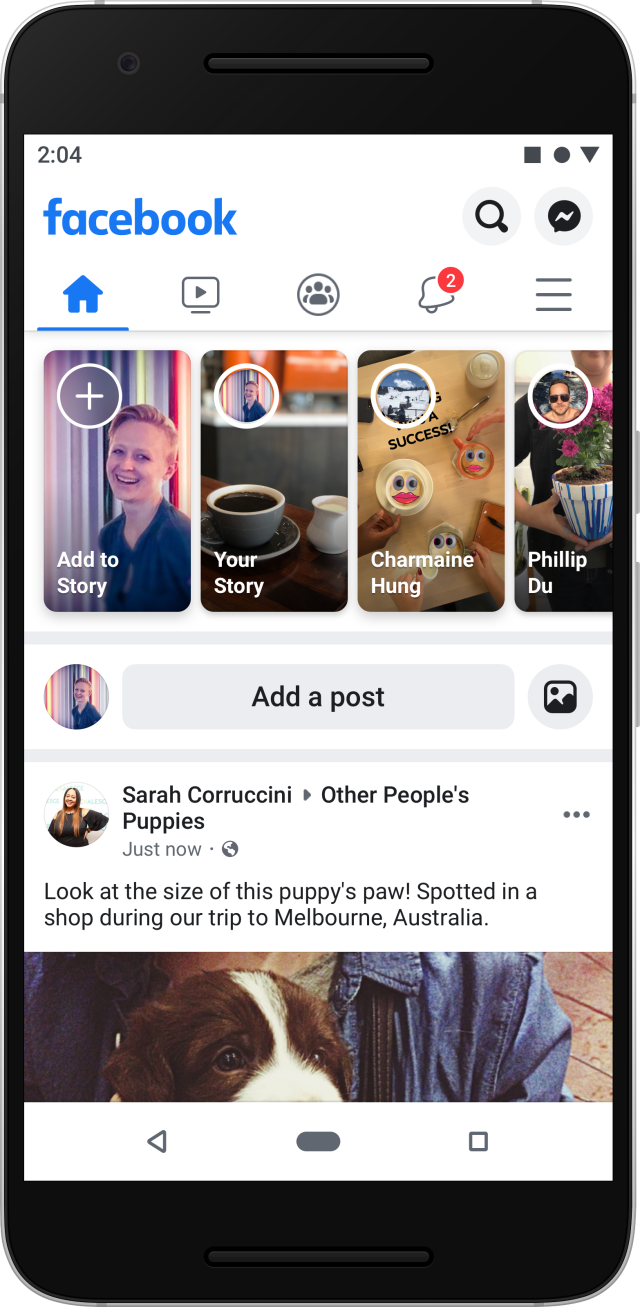 2:04
facebook
2
Add to
Story
Your
Story
A
SUCCESS!
Charmaine
Hung
Phillip
Du
Add a post
Sarah Corruccini Other People's
Puppies
Just now ·
Look at the size of this puppy's paw! Spotted in a
shop during our trip to Melbourne, Australia.